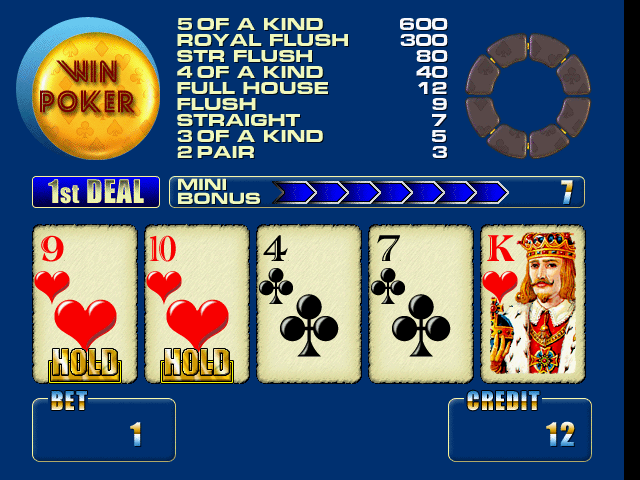 WIN
POKER
5 OF A KIND 600
ROYAL FLUSH 300
STR FLUSH 80
4 OF A KIND 40
FULL HOUSE 12
FLUSH 9
STRAIGHT 7
3 OF A KIND 5
2 PAIR 3
1st DEAL
MINI
BONUS 7
9 10 4 7 K
HOLD HOLD
BET
1
CREDIT
12